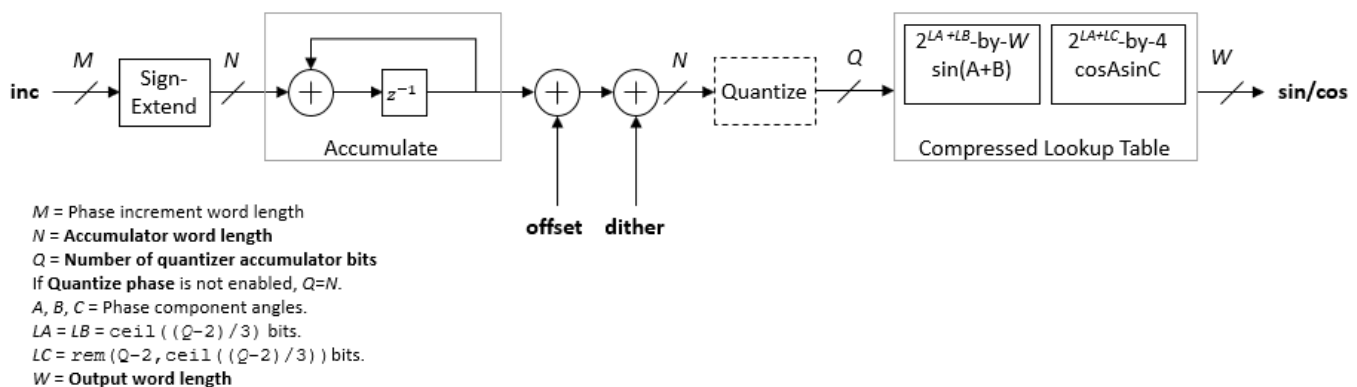 M N N Q W
inc Sign-Extend z⁻¹ Quantize sin/cos
2^{LA+LB}-by-W sin(A+B)
2^{LA+LC}-by-4 cosAsinC
Accumulate Compressed Lookup Table
offset dither
M = Phase increment word length
N = Accumulator word length
Q = Number of quantizer accumulator bits
If Quantize phase is not enabled, Q=N.
A, B, C = Phase component angles.
LA = LB = ceil((Q-2)/3) bits.
LC = rem(Q-2,ceil((Q-2)/3)) bits.
W = Output word length